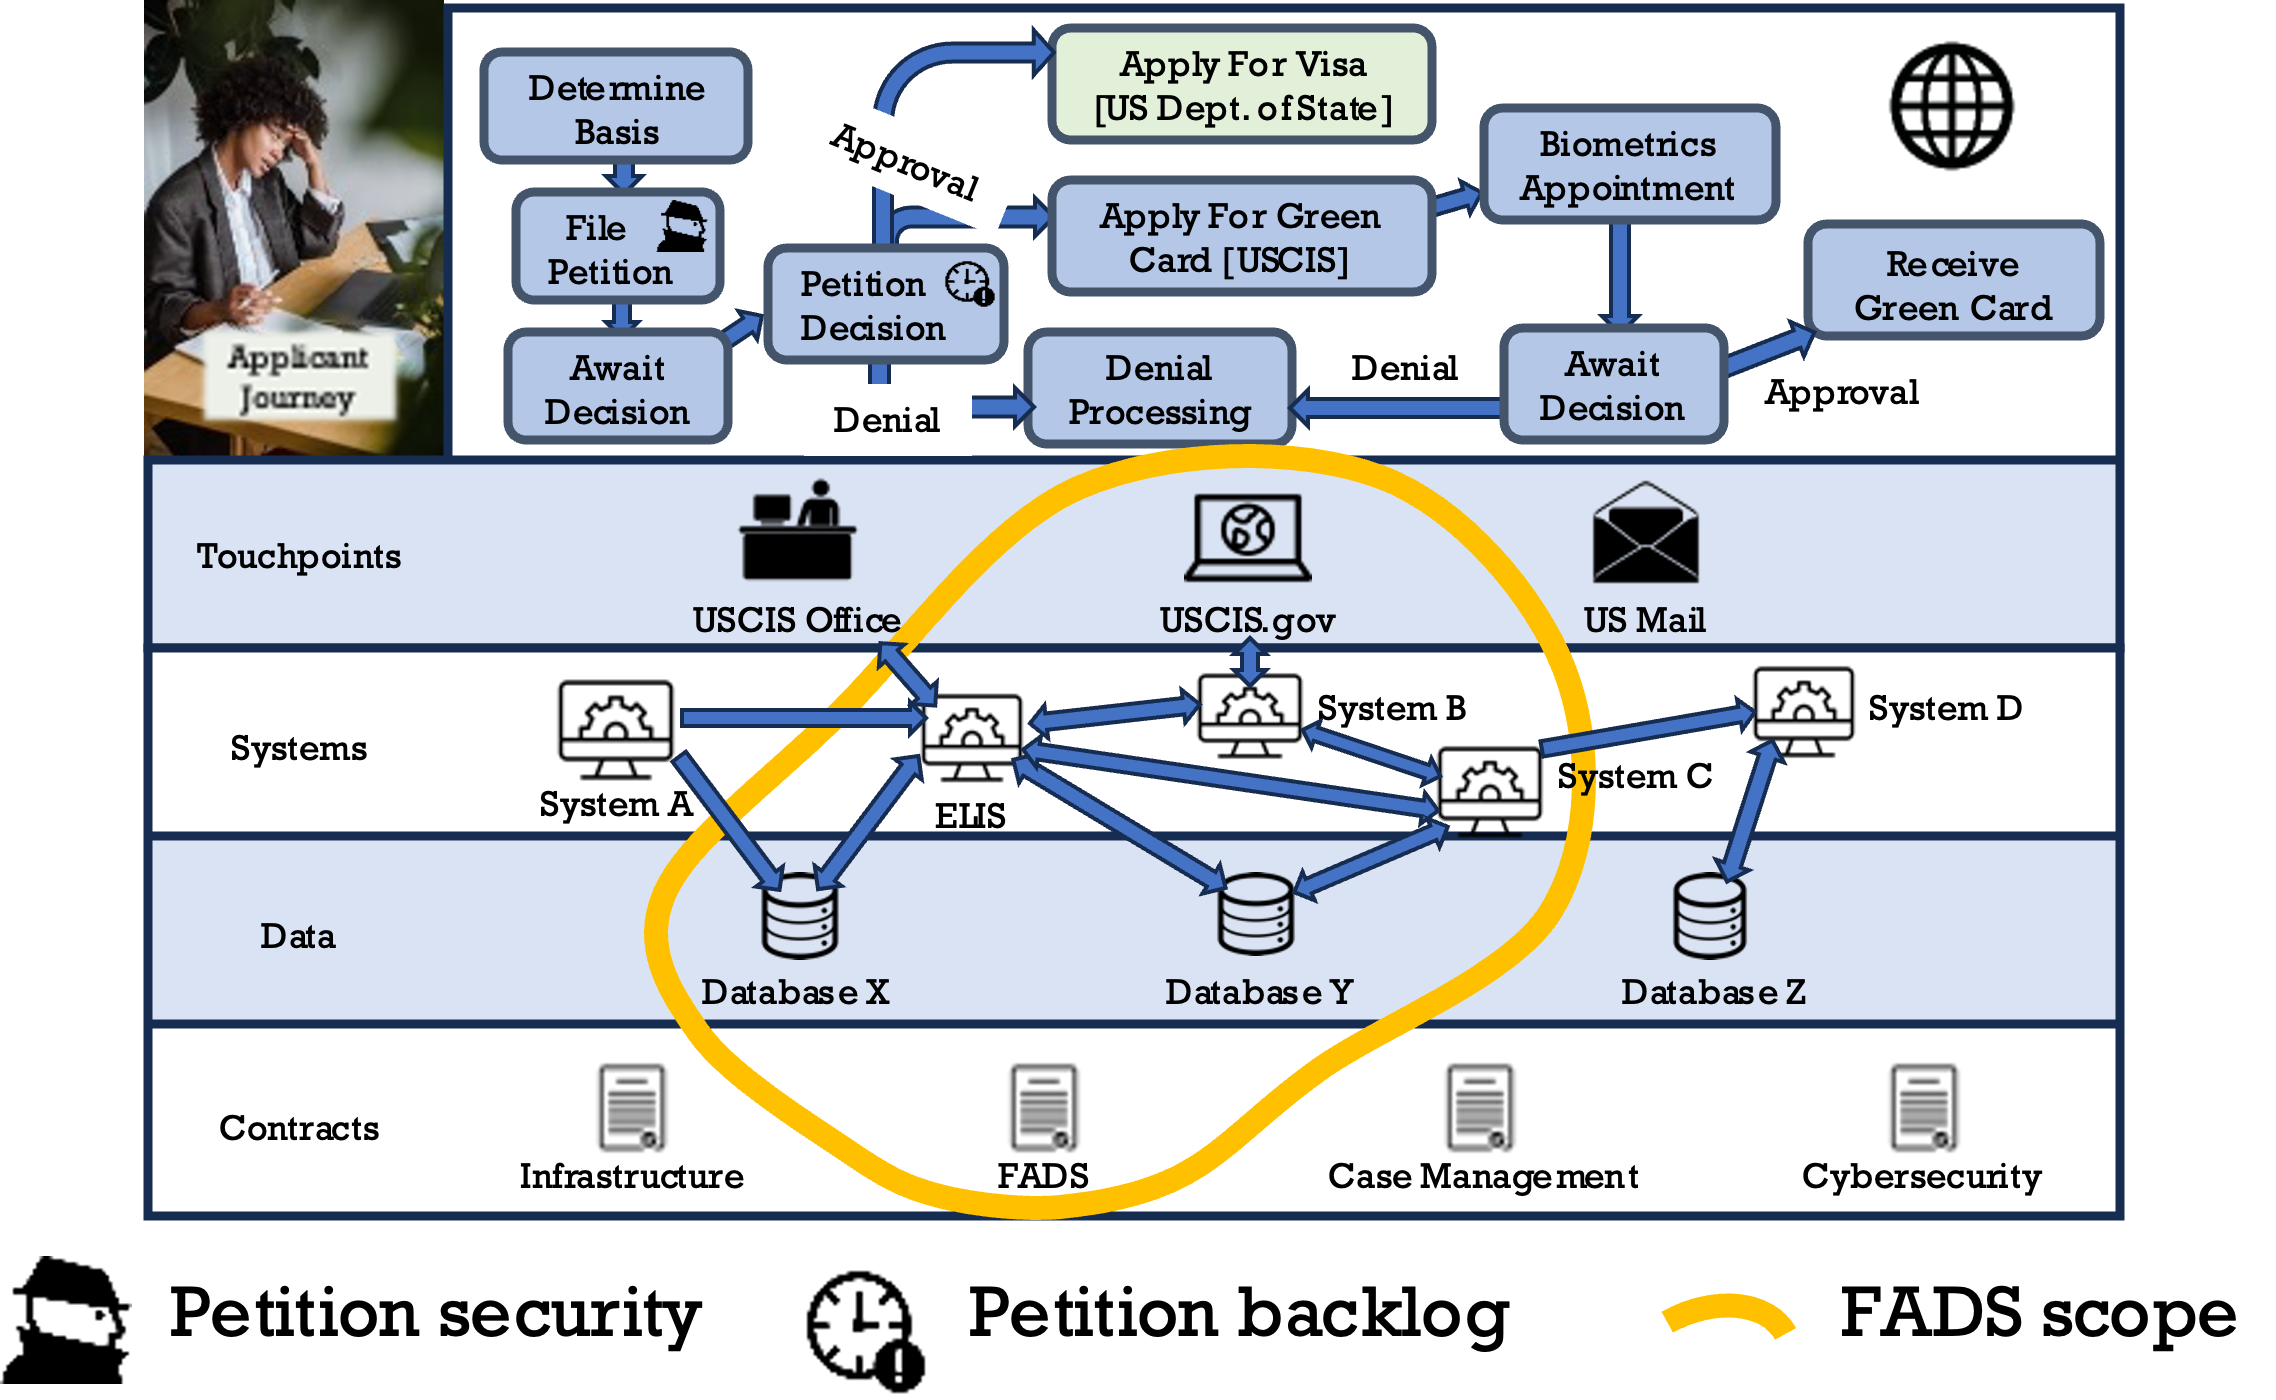 Determine
Basis
File
Petition
Await
Decision
Petition
Decision
Approval
Denial
Apply For Visa
[US Dept. of State]
Apply For Green
Card [USCIS]
Biometrics
Appointment
Await
Decision
Denial
Denial
Processing
Approval
Receive
Green Card
Applicant
Journey
Touchpoints
USCIS Office
USCIS.gov
US Mail
Systems
System A
ELIS
System B
System C
System D
Data
Database X
Database Y
Database Z
Contracts
Infrastructure
FADS
Case Management
Cybersecurity
Petition security
Petition backlog
FADS scope